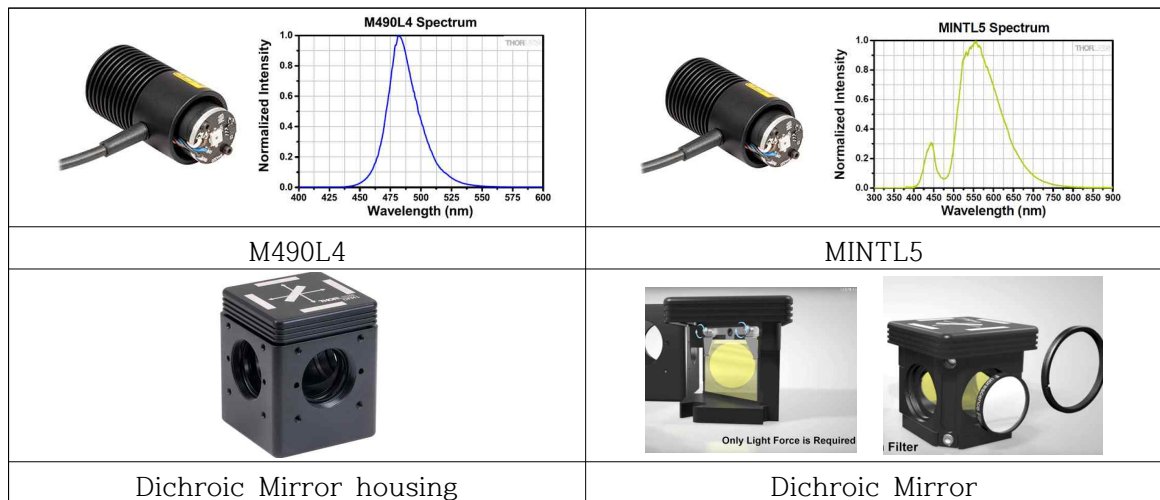 M490L4 Spectrum
THORLABS
Normalized Intensity
1.0
0.8
0.6
0.4
0.2
0.0
400 425 450 475 500 525 550 575 600
Wavelength (nm)
MINTL5 Spectrum
THORLABS
Normalized Intensity
1.0
0.8
0.6
0.4
0.2
0.0
300 350 400 450 500 550 600 650 700 750 800 850 900
Wavelength (nm)
M490L4
MINTL5
THOR
Only Light Force is Required
Filter
Dichroic Mirror housing
Dichroic Mirror